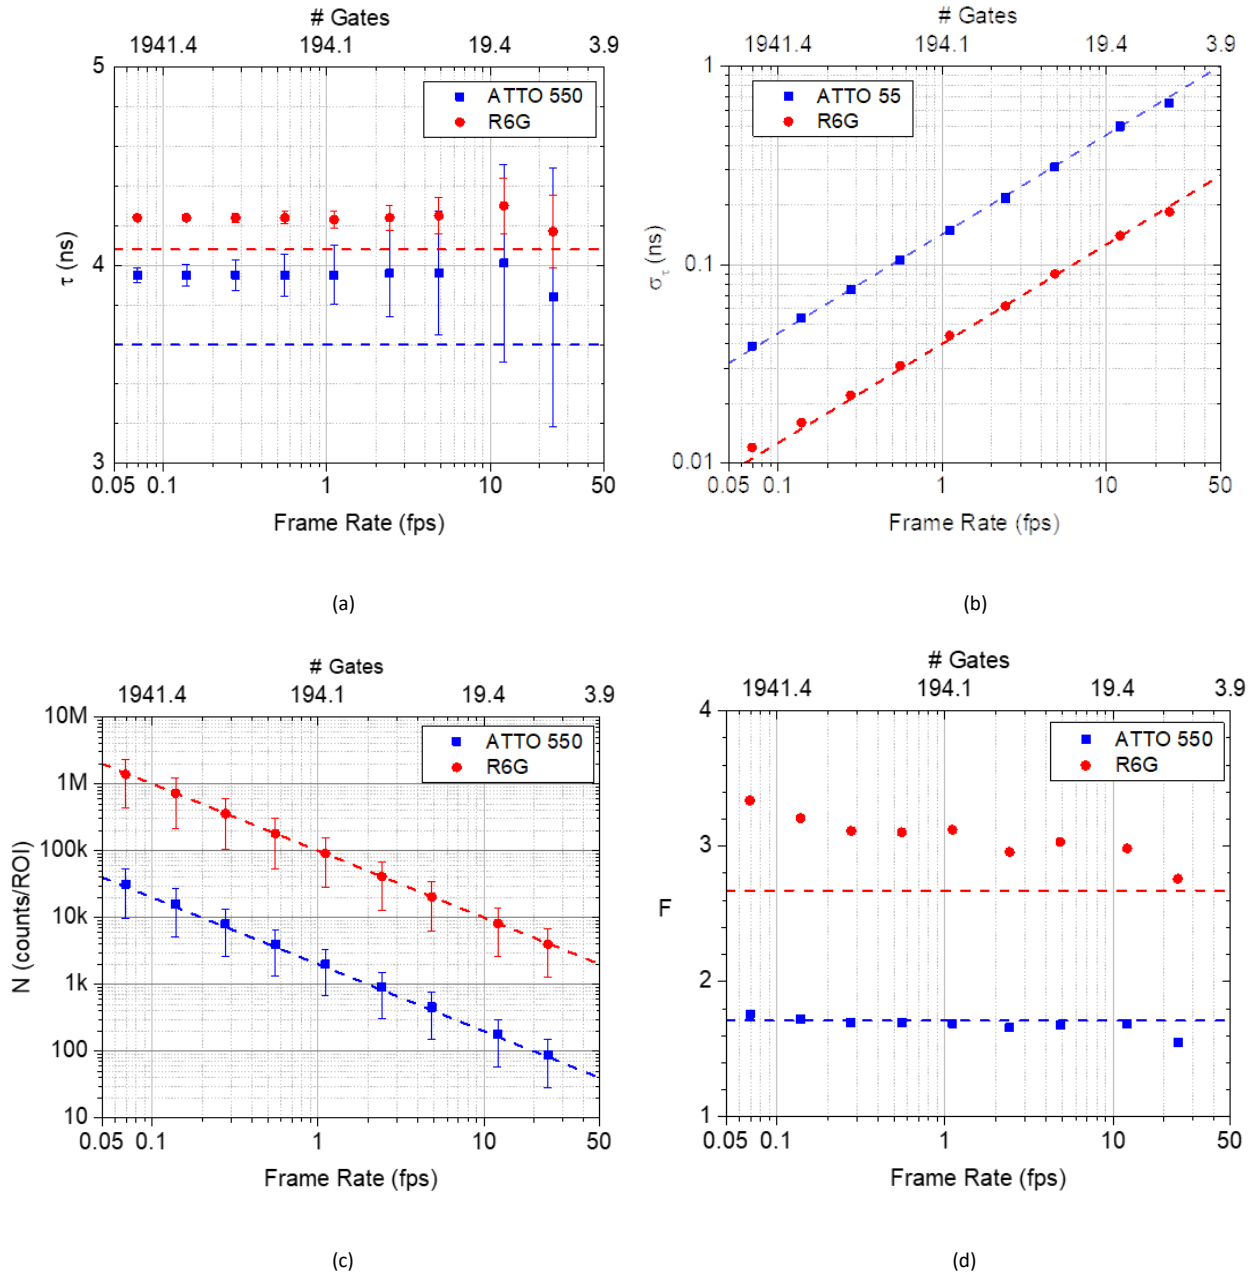 # Gates
1941.4 194.1 19.4 3.9
5
ATTO 550
R6G
τ (ns)
4
3
0.05 0.1 1 10 50
Frame Rate (fps)
(a)
# Gates
1941.4 194.1 19.4 3.9
1
ATTO 55
R6G
στ (ns)
0.1
0.01
0.05 0.1 1 10 50
Frame Rate (fps)
(b)
# Gates
1941.4 194.1 19.4 3.9
10M
ATTO 550
R6G
1M
100k
N (counts/ROI)
10k
1k
100
10
0.05 0.1 1 10 50
Frame Rate (fps)
(c)
# Gates
1941.4 194.1 19.4 3.9
4
ATTO 550
R6G
3
F
2
1
0.05 0.1 1 10 50
Frame Rate (fps)
(d)